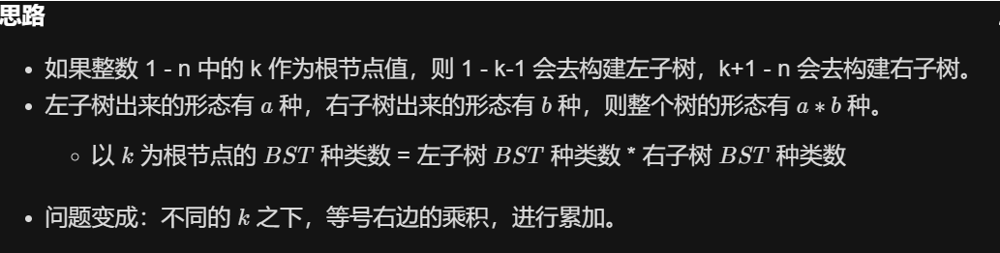 思路
如果整数 1 - n 中的 k 作为根节点值，则 1 - k-1 会去构建左子树，k+1 - n 会去构建右子树。
左子树出来的形态有 a 种，右子树出来的形态有 b 种，则整个树的形态有 a ∗ b 种。
以 k 为根节点的 BST 种类数 = 左子树 BST 种类数 * 右子树 BST 种类数
问题变成：不同的 k 之下，等号右边的乘积，进行累加。